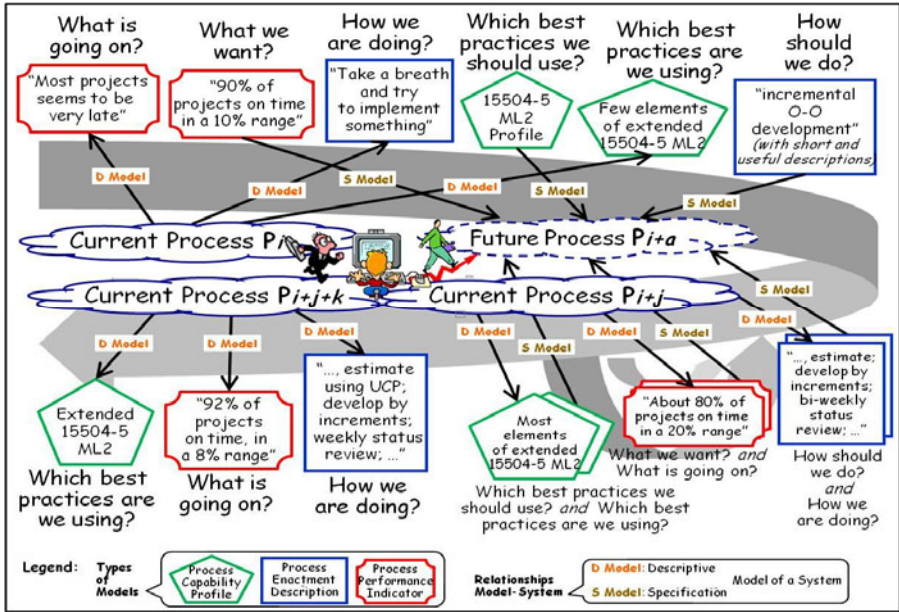 What is
going on?
What we
want?
How we
are doing?
Which best
practices we
should use?
Which best
practices are
we using?
How
should
we do?
“Most projects
seems to be
very late”
“90% of
projects on time
in a 10% range”
“Take a breath
and try
to implement
something”
15504-5
ML2
Profile
Few elements
of extended
15504-5 ML2
“incremental
O-O
development”
(with short and
useful descriptions)
D Model
D Model
S Model
D Model
S Model
S Model
Current Process Pi
Future Process Pi+a
Current Process Pi+j+k
Current Process Pi+j
D Model
D Model
D Model
D Model
S Model
D Model
S Model
D Model
S Model
Extended
15504-5
ML2
“92% of
projects
on time, in
a 8% range”
“..., estimate
using UCP;
develop by
increments;
weekly status
review; ...”
Most
elements
of extended
15504-5 ML2
“About 80% of
projects on time
in a 20% range”
“..., estimate;
develop by
increments;
bi-weekly
status
review; ...”
Which best
practices are
we using?
What is
going on?
How we
are doing?
Which best practices we
should use? and Which best
practices are we using?
What we want? and
What is going on?
How should
we do?
and
How we
are doing?
Legend:
Types
of
Models
Process
Capability
Profile
Process
Enactment
Description
Process
Performance
Indicator
Relationships
Model-System
D Model: Descriptive
S Model: Specification
Model of a System